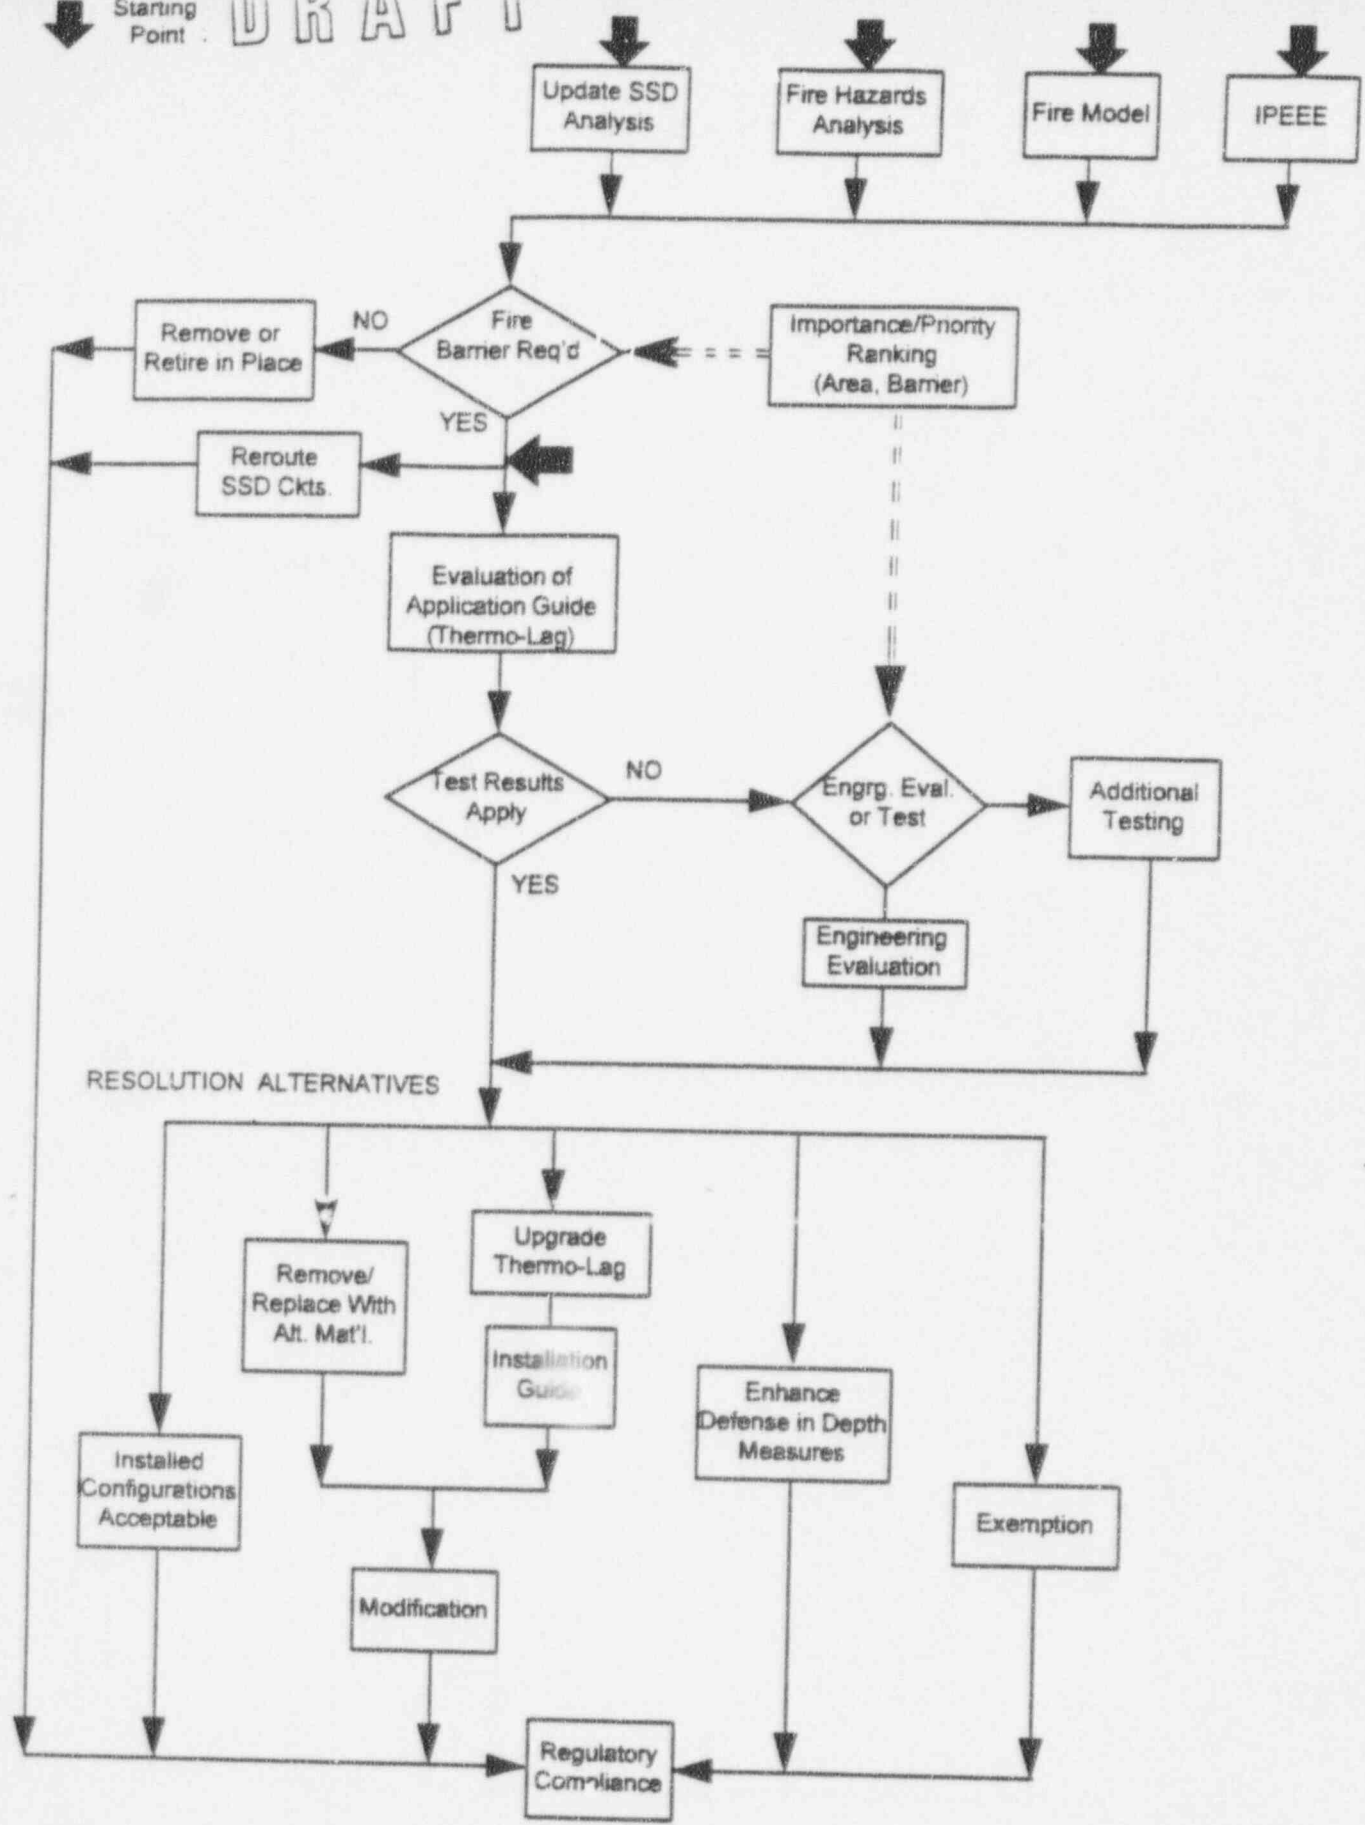 Starting
Point
DRAFT
Update SSD
Analysis
Fire Hazards
Analysis
Fire Model
IPEEE
Remove or
Retire in Place
NO
Fire
Barrier Req'd
YES
Importance/Priority
Ranking
(Area, Barrier)
Reroute
SSD Ckts.
Evaluation of
Application Guide
(Thermo-Lag)
Test Results
Apply
NO
YES
Engrg. Eval.
or Test
Additional
Testing
Engineering
Evaluation
RESOLUTION ALTERNATIVES
Installed
Configurations
Acceptable
Remove/
Replace With
Alt. Mat'l.
Upgrade
Thermo-Lag
Installation
Guide
Modification
Enhance
Defense in Depth
Measures
Exemption
Regulatory
Compliance